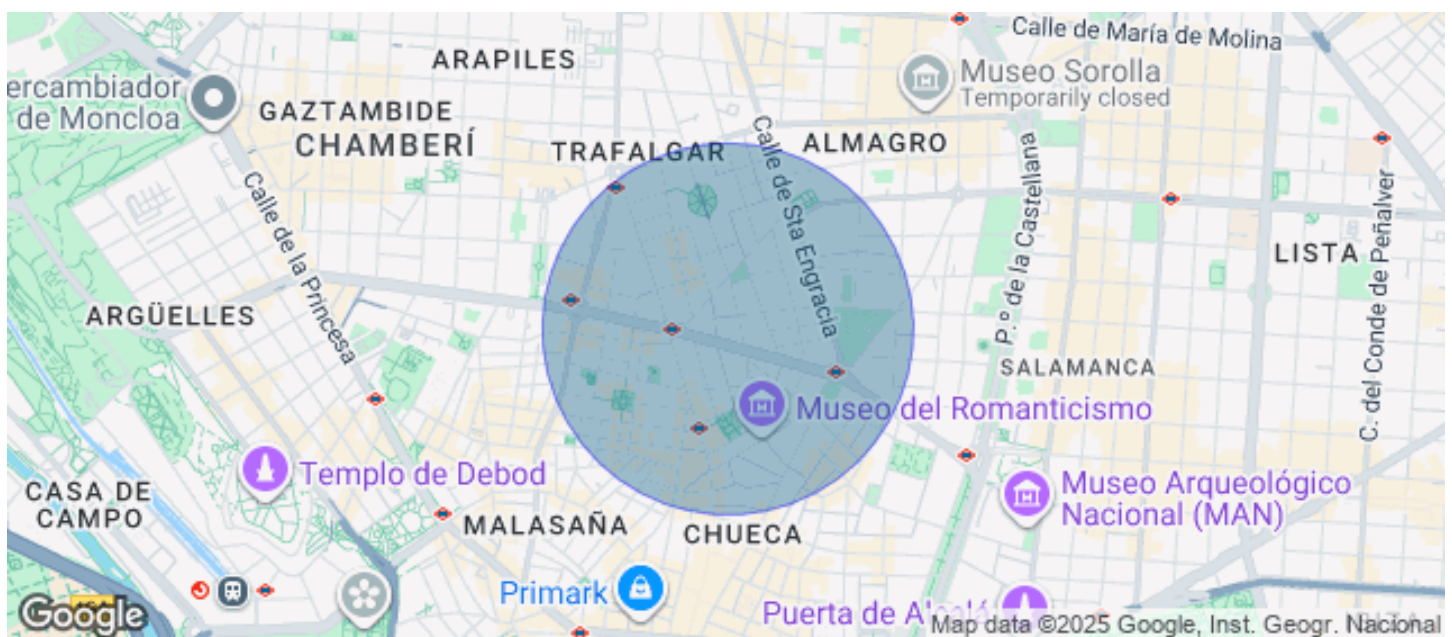 Calle de María de Molina
ARAPILES
Museo Sorolla
Temporarily closed
ercambiador
de Moncloa
GAZTAMBIDE
CHAMBERÍ
TRAFALGAR
Calle de Sta Engracia
ALMAGRO
P.º de la Castellana
C. del Conde de Peñalver
Calle de la Princesa
LISTA
ARGÜELLES
SALAMANCA
Museo del Romanticismo
Templo de Debod
Museo Arqueológico
Nacional (MAN)
CASA DE
CAMPO
MALASAÑA
CHUECA
Primark
Puerta de Alcalá
Google
Map data ©2025 Google, Inst. Geogr. Nacional